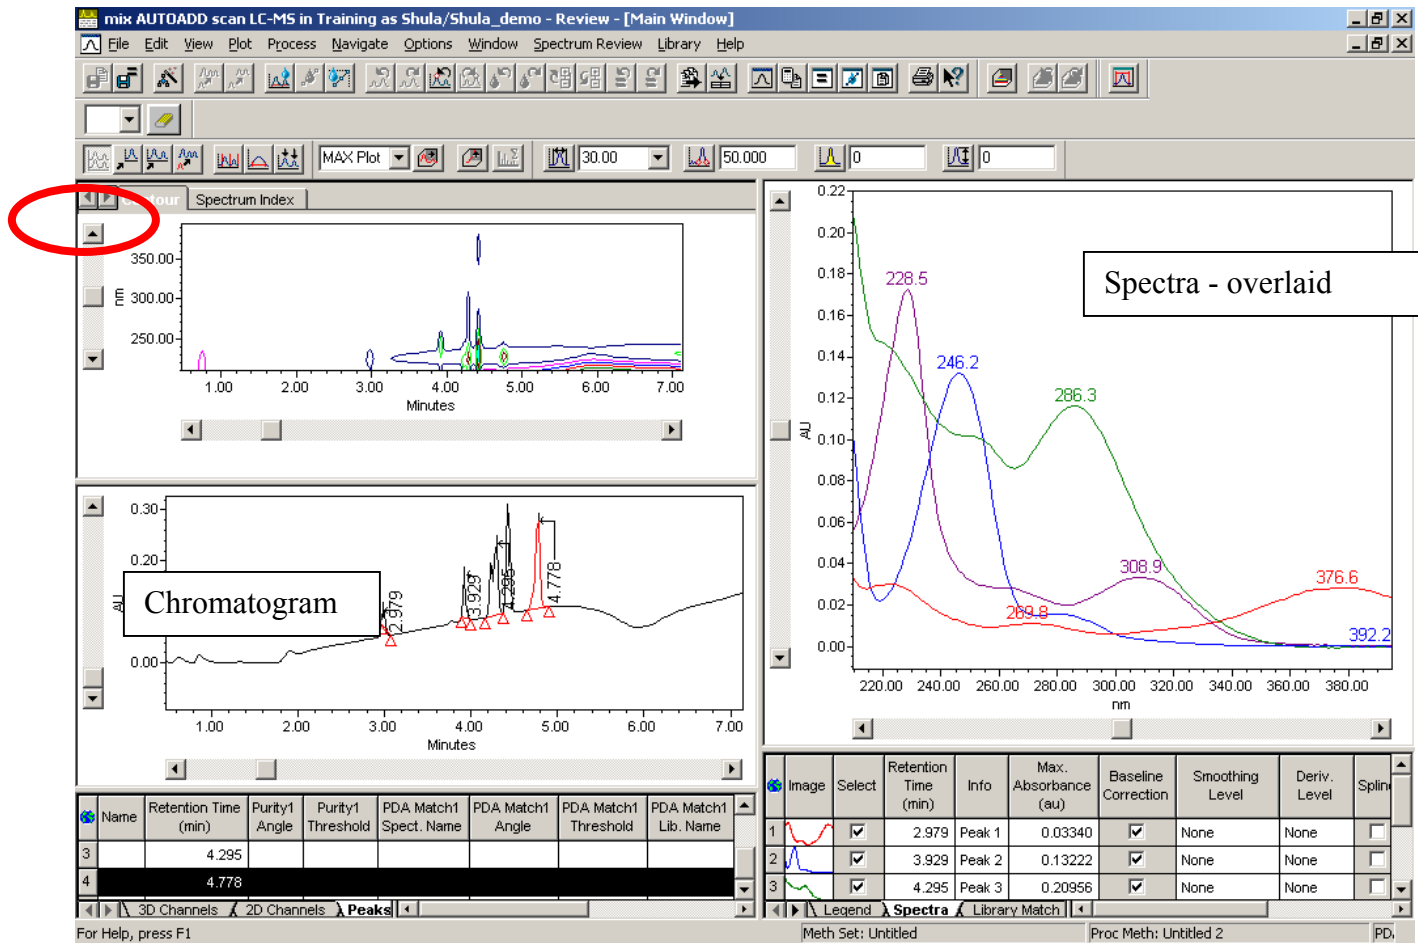 mix AUTOADD scan LC-MS in Training as Shula/Shula_demo - Review - [Main Window]
File Edit View Plot Process Navigate Options Window Spectrum Review Library Help
MAX Plot 30.00 50.000 0 0
Contour Spectrum Index
350.00
300.00
250.00
nm
1.00 2.00 3.00 4.00 5.00 6.00 7.00
Minutes
0.30
0.20
0.00
AU
Chromatogram
2.979
3.929
4.295
4.778
1.00 2.00 3.00 4.00 5.00 6.00 7.00
Minutes
Name Retention Time (min) Purity1 Angle Purity1 Threshold PDA Match1 Spect. Name PDA Match1 Angle PDA Match1 Threshold PDA Match1 Lib. Name
3 4.295
4 4.778
3D Channels 2D Channels Peaks
0.22
0.20
0.18
0.16
0.14
0.12
0.10
0.08
0.06
0.04
0.02
0.00
AU
Spectra - overlaid
228.5
246.2
286.3
308.9
376.6
269.8
392.2
220.00 240.00 260.00 280.00 300.00 320.00 340.00 360.00 380.00
nm
Image Select Retention Time (min) Info Max. Absorbance (au) Baseline Correction Smoothing Level Deriv. Level Splin
1 2.979 Peak 1 0.03340 None None
2 3.929 Peak 2 0.13222 None None
3 4.295 Peak 3 0.20956 None None
Legend Spectra Library Match
For Help, press F1 Meth Set: Untitled Proc Meth: Untitled 2 PD